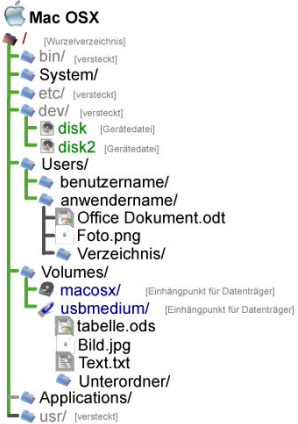 Mac OSX
/ [Wurzelverzeichnis]
bin/ [versteckt]
System/
etc/ [versteckt]
dev/ [versteckt]
disk [Gerätedatei]
disk2 [Gerätedatei]
Users/
benutzername/
anwendername/
Office Dokument.odt
Foto.png
Verzeichnis/
Volumes/
macosx/ [Einhängpunkt für Datenträger]
usbmedium/ [Einhängpunkt für Datenträger]
tabelle.ods
Bild.jpg
Text.txt
Unterordner/
Applications/
usr/ [versteckt]